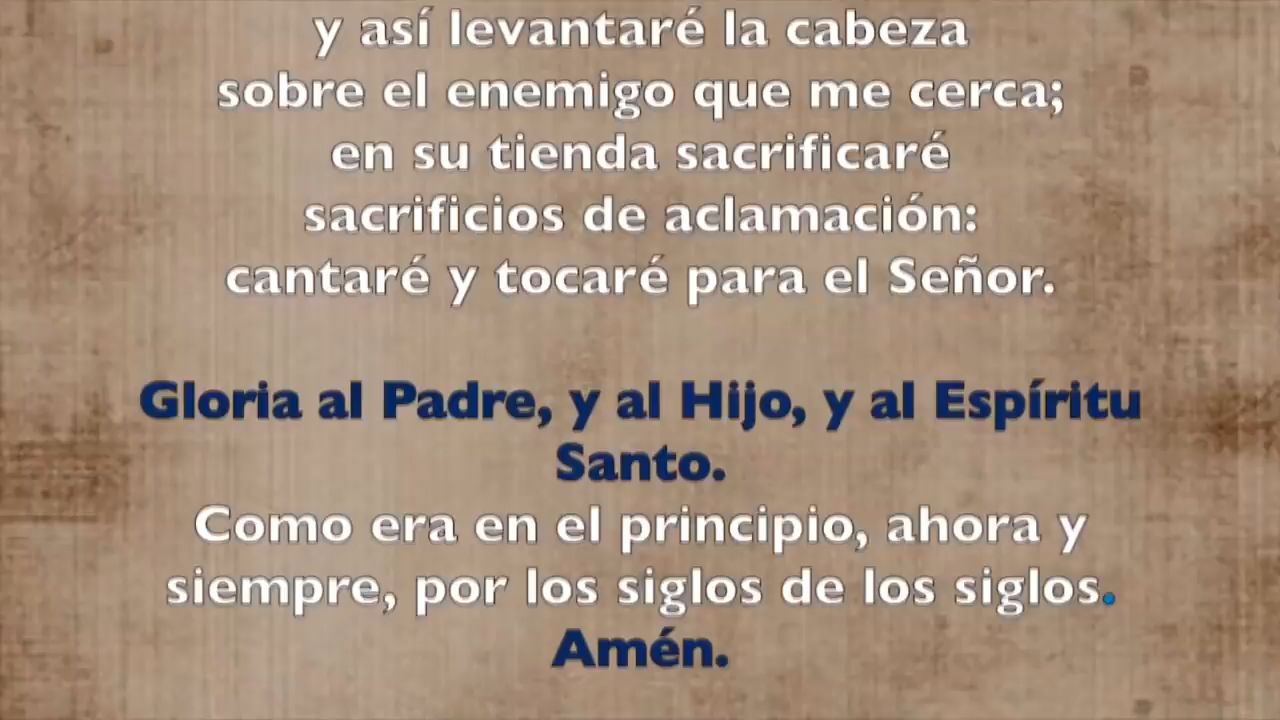 y así levantaré la cabeza
sobre el enemigo que me cerca;
en su tienda sacrificaré
sacrificios de aclamación:
cantaré y tocaré para el Señor.
Gloria al Padre, y al Hijo, y al Espíritu
Santo.
Como era en el principio, ahora y
siempre, por los siglos de los siglos.
Amén.